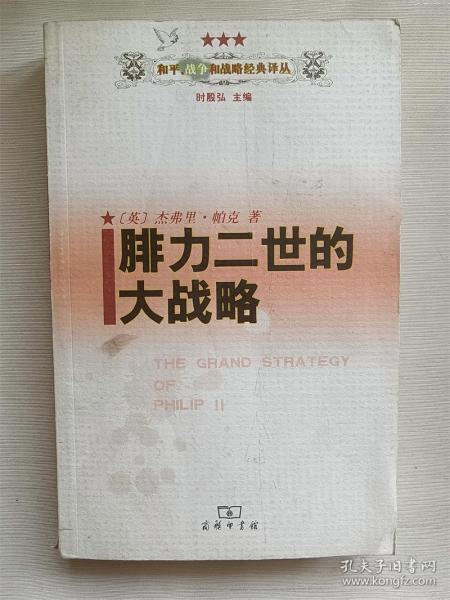 ★★★
和平、战争和战略经典译丛
时殷弘 主编
★〔英〕杰弗里·帕克 著
腓力二世的
大战略
THE GRAND STRATEGY
OF
PHILIP II
商务印书馆
孔夫子旧书网
www.kongfz.com